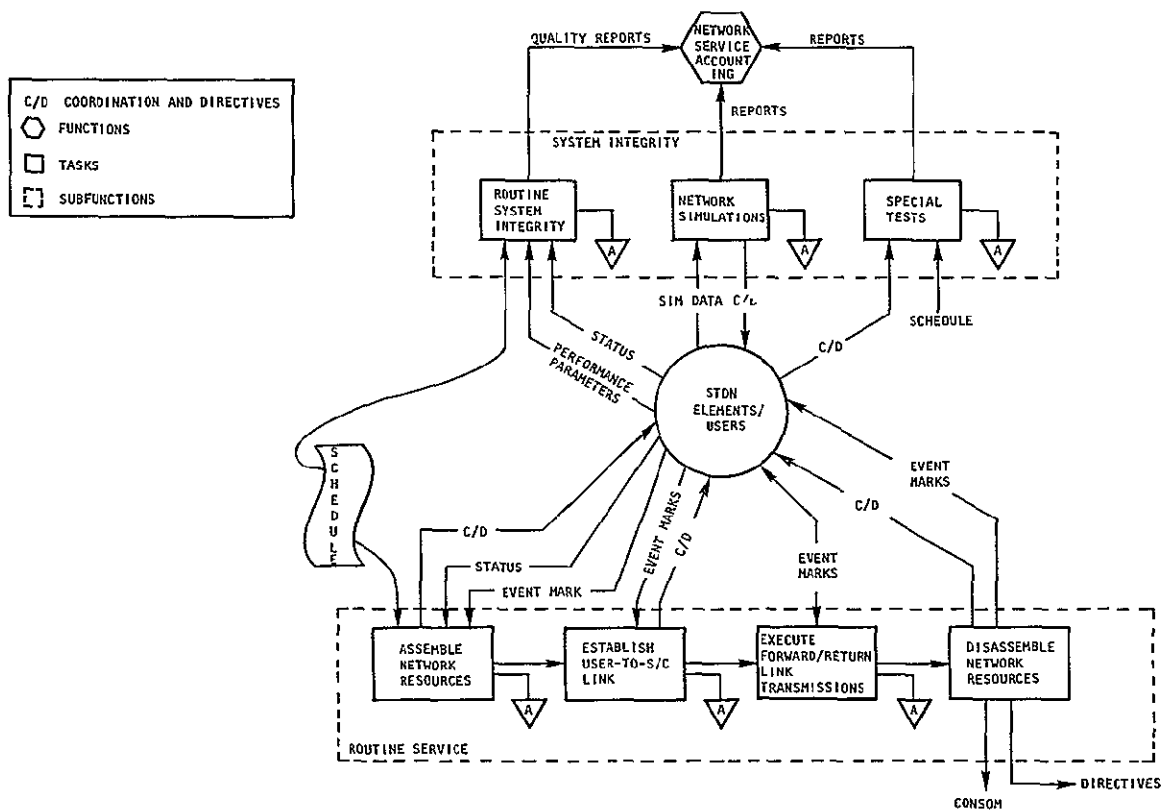 QUALITY REPORTS
NETWORK
SERVICE
ACCOUNT
ING
REPORTS
C/D COORDINATION AND DIRECTIVES
FUNCTIONS
TASKS
SUBFUNCTIONS
REPORTS
SYSTEM INTEGRITY
ROUTINE
SYSTEM
INTEGRITY
A
NETWORK
SIMULATIONS
A
SPECIAL
TESTS
A
SIM DATA
SCHEDULE
STATUS
C/D
PERFORMANCE
PARAMETERS
STDN
ELEMENTS/
USERS
SCHEDULE
EVENT
MARKS
C/D
C/D
EVENT MARKS
C/D
EVENT
MARKS
STATUS
EVENT MARK
ASSEMBLE
NETWORK
RESOURCES
A
ESTABLISH
USER-TO-S/C
LINK
A
EXECUTE
FORWARD/RETURN
LINK
TRANSMISSIONS
A
DISASSEMBLE
NETWORK
RESOURCES
ROUTINE SERVICE
DIRECTIVES
CONSOM